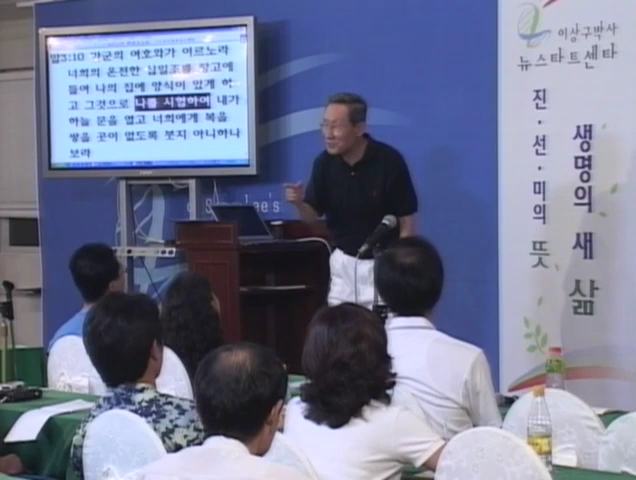 말3:10 만군의 여호와가 이르노라
너희의 온전한 십일조를 창고에
들여 나의 집에 양식이 있게 하
고 그것으로 나를 시험하여 내가
하늘 문을 열고 너희에게 복을
쌓을 곳이 없도록 붓지 아니하나
보라
이상구박사
뉴스타트센타
진·선·미의 뜻
생명의 새 삶